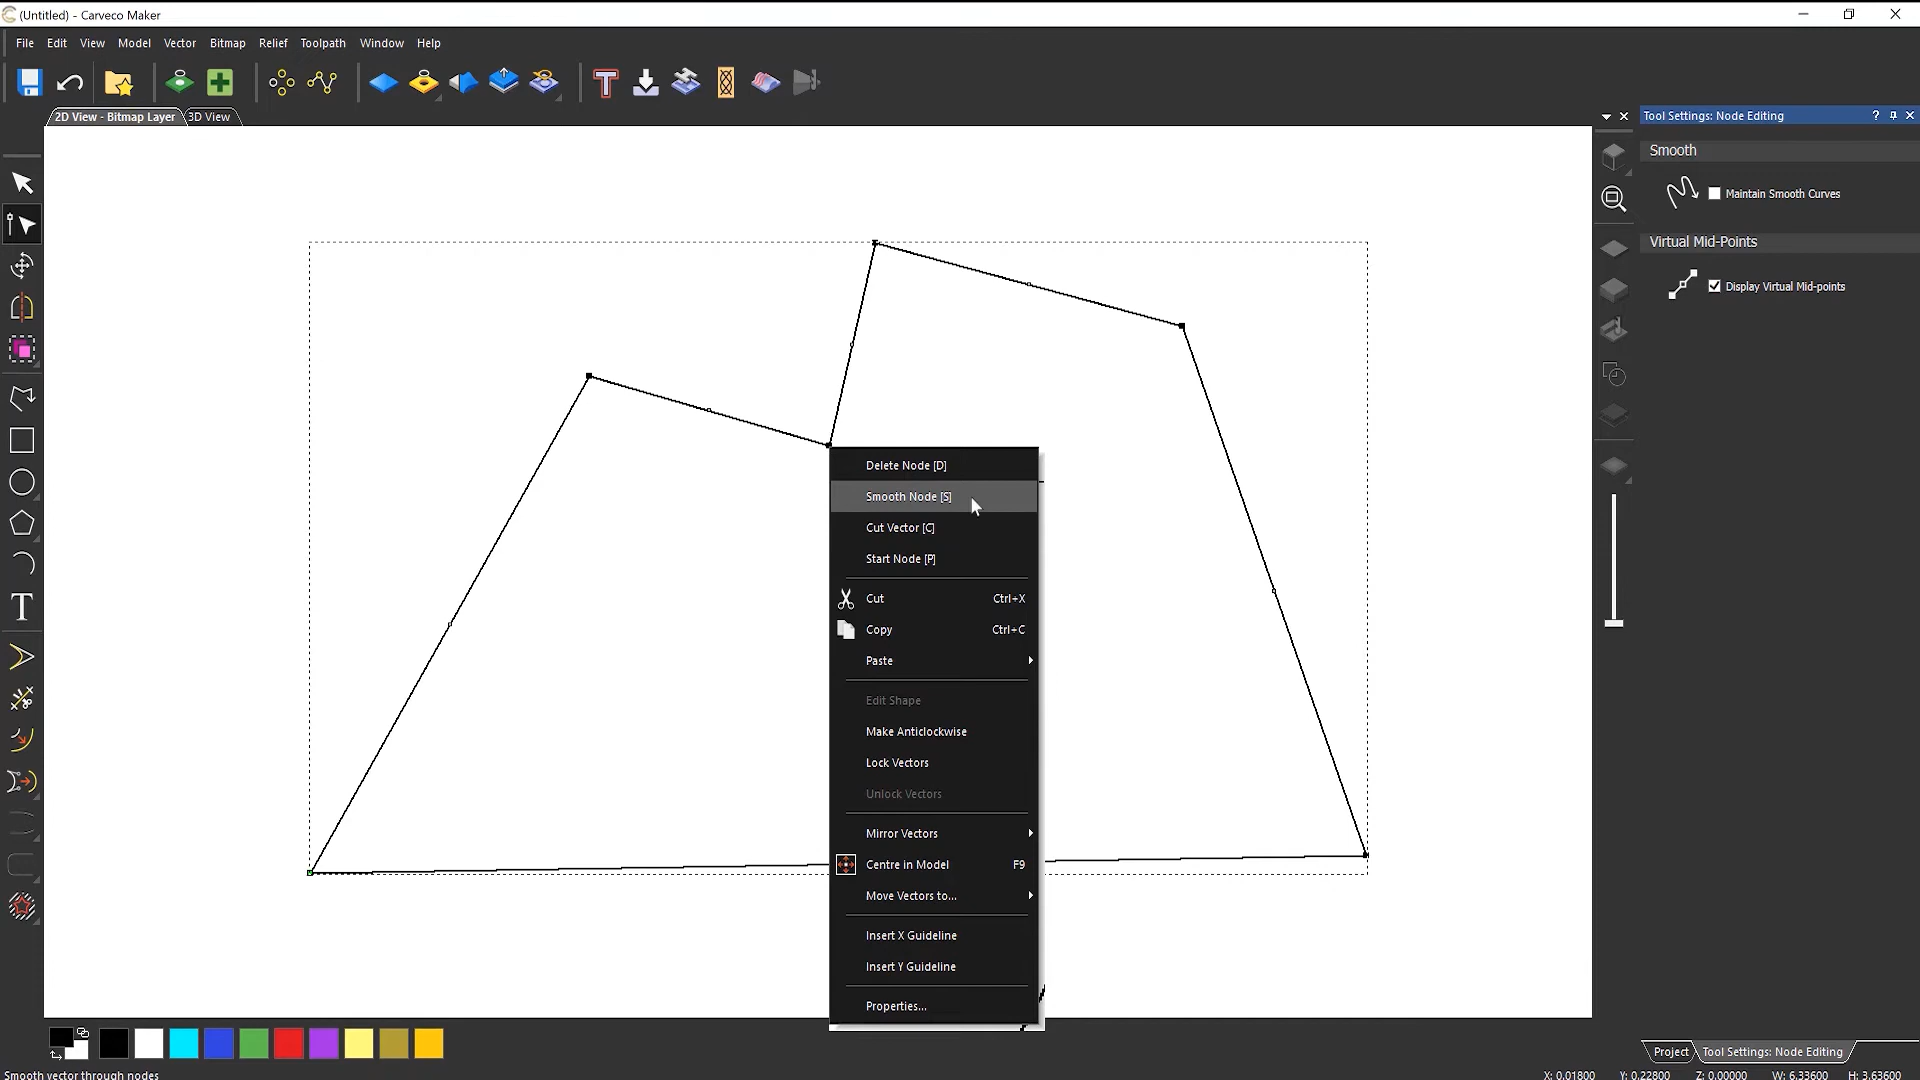 (Untitled) - Carveco Maker
File Edit View Model Vector Bitmap Relief Toolpath Window Help
2D View - Bitmap Layer 3D View
Tool Settings: Node Editing
Smooth
Maintain Smooth Curves
Virtual Mid-Points
Display Virtual Mid-points
Delete Node [D]
Smooth Node [S]
Cut Vector [C]
Start Node [P]
Cut Ctrl+X
Copy Ctrl+C
Paste
Edit Shape
Make Anticlockwise
Lock Vectors
Unlock Vectors
Mirror Vectors
Centre in Model F9
Move Vectors to...
Insert X Guideline
Insert Y Guideline
Properties...
Project Tool Settings: Node Editing
Smooth vector through nodes X: 0.01800 Y: 0.22800 Z: 0.00000 W: 6.33600 H: 3.63600